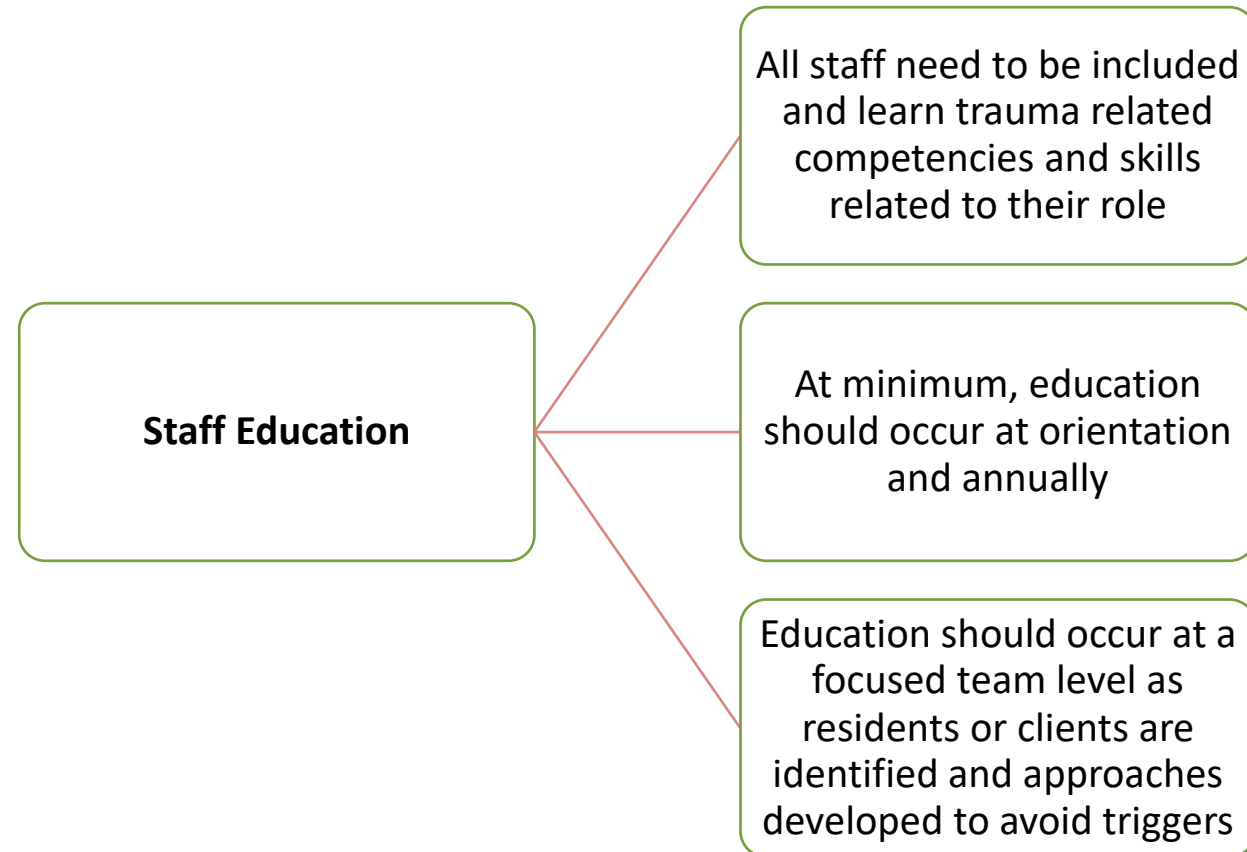 Staff Education
All staff need to be included
and learn trauma related
competencies and skills
related to their role
At minimum, education
should occur at orientation
and annually
Education should occur at a
focused team level as
residents or clients are
identified and approaches
developed to avoid triggers